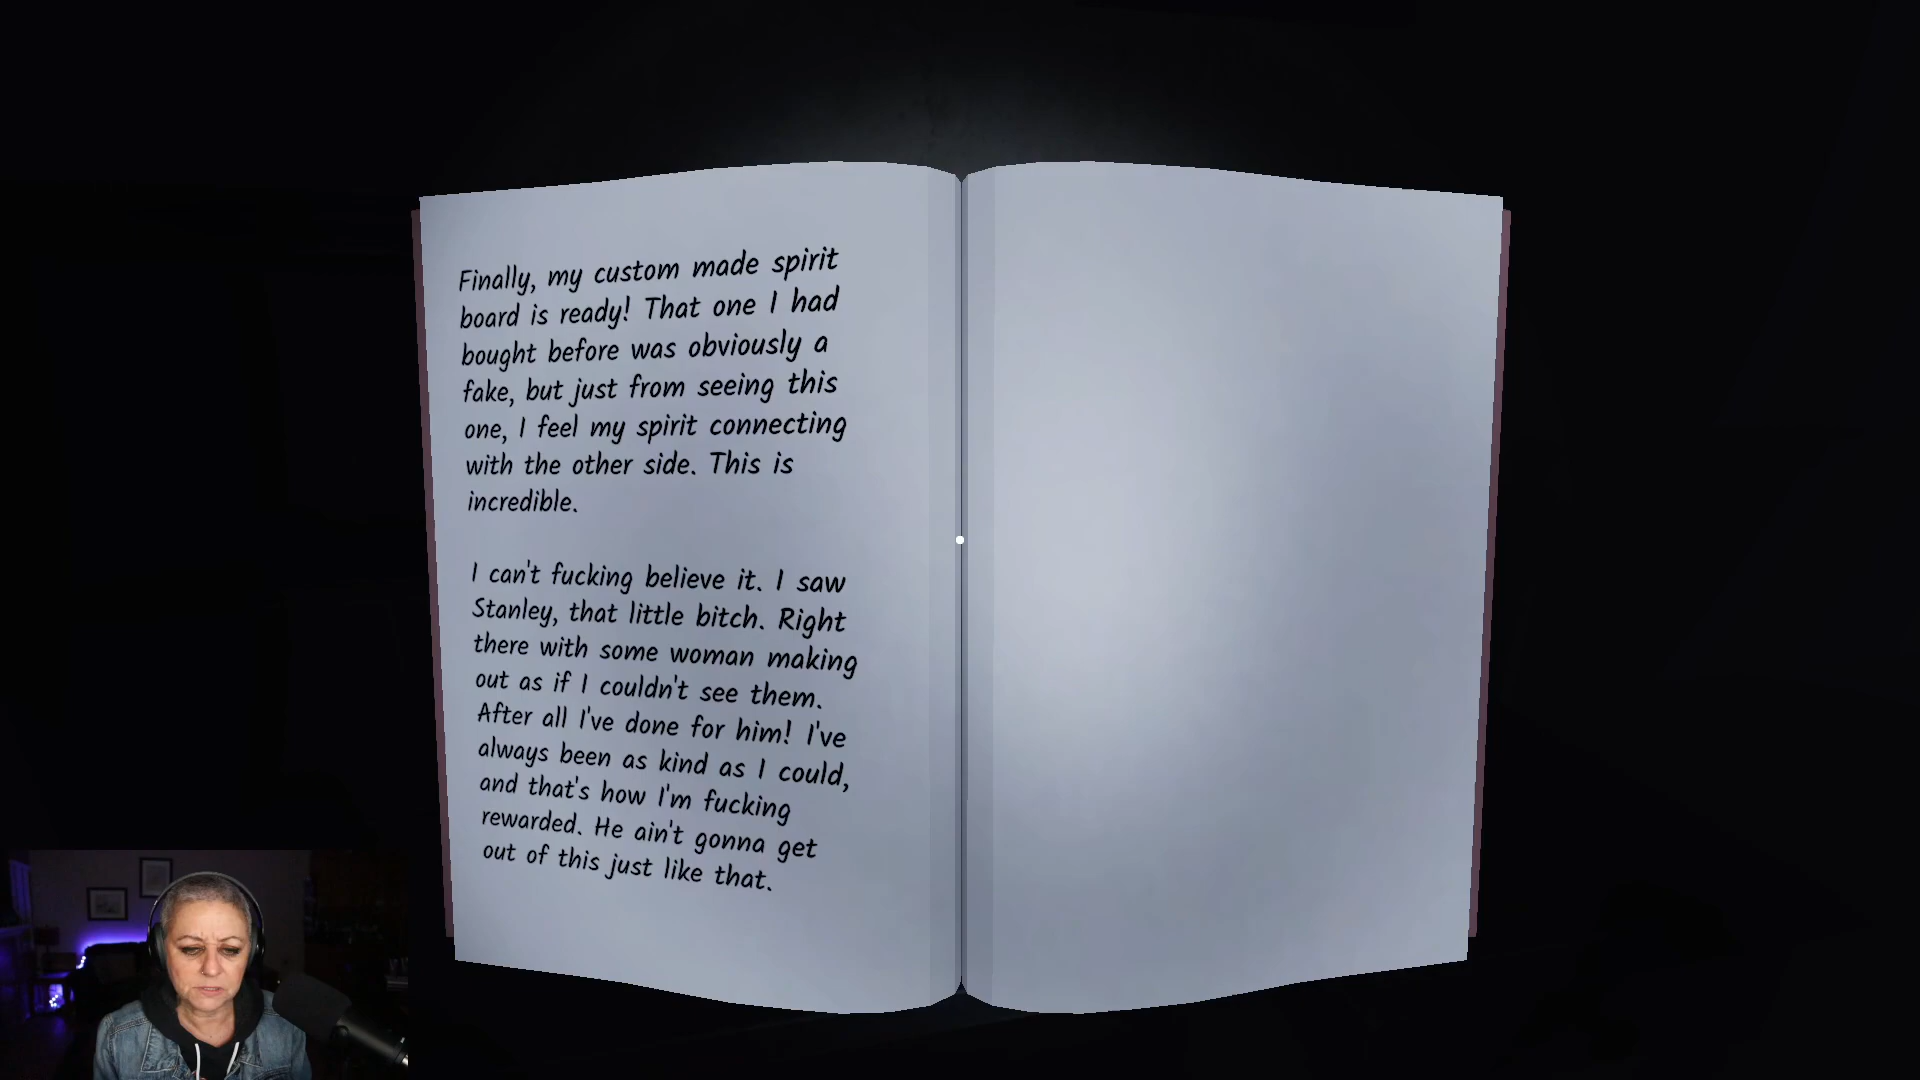 Finally, my custom made spirit
board is ready! That one I had
bought before was obviously a
fake, but just from seeing this
one, I feel my spirit connecting
with the other side. This is
incredible.
I can't fucking believe it. I saw
Stanley, that little bitch. Right
there with some woman making
out as if I couldn't see them.
After all I've done for him! I've
always been as kind as I could,
and that's how I'm fucking
rewarded. He ain't gonna get
out of this just like that.